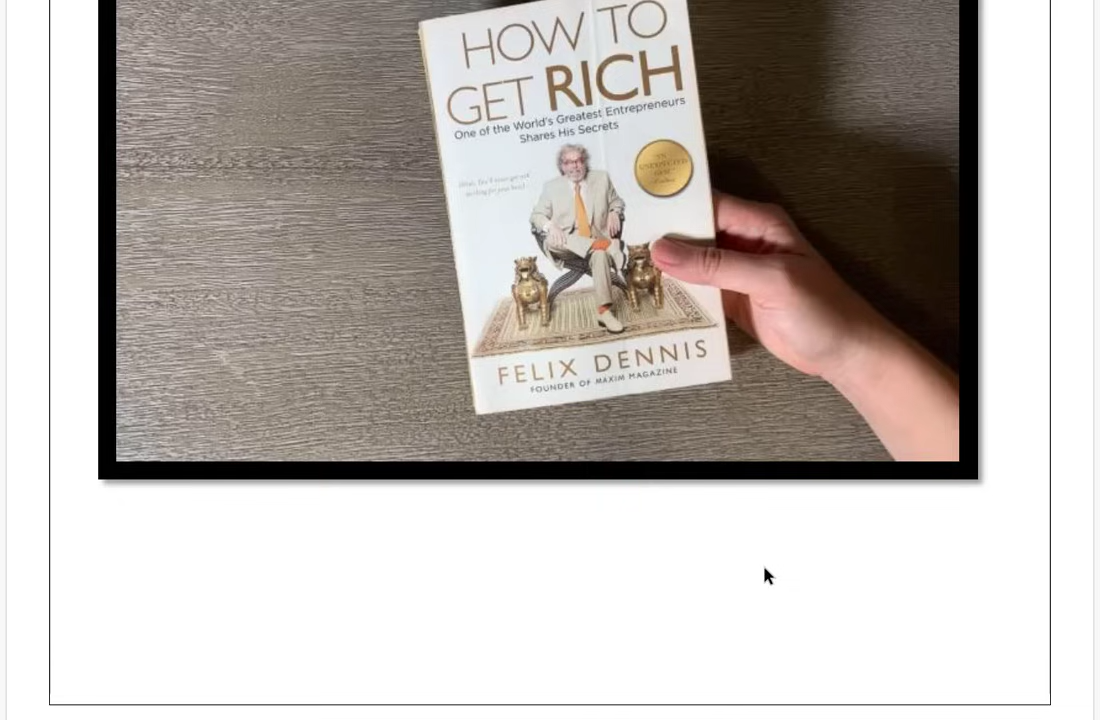 HOW TO
GET RICH
One of the World's Greatest Entrepreneurs
Shares His Secrets
FELIX DENNIS
FOUNDER OF MAXIM MAGAZINE